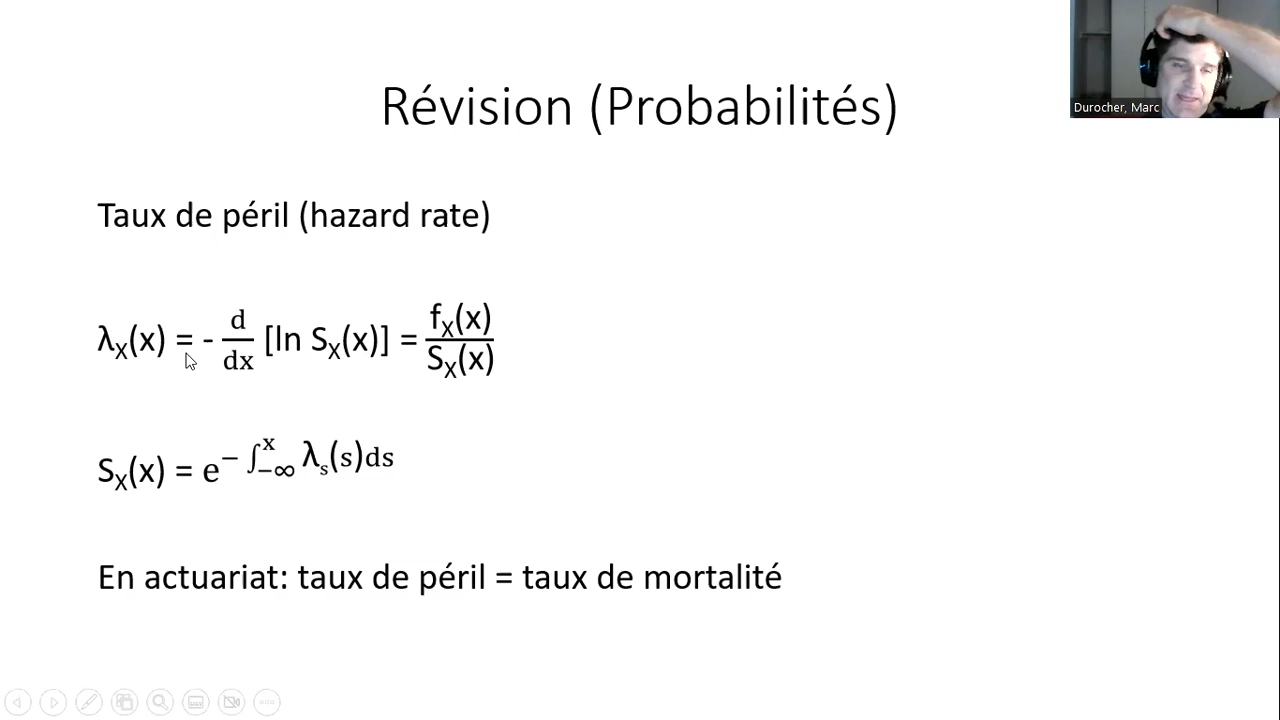 Durocher, Marc
Révision (Probabilités)
Taux de péril (hazard rate)
λX(x) = - d/dx [ln SX(x)] = fX(x)/SX(x)
SX(x) = e^− ∫_−∞^x λs(s)ds
En actuariat: taux de péril = taux de mortalité